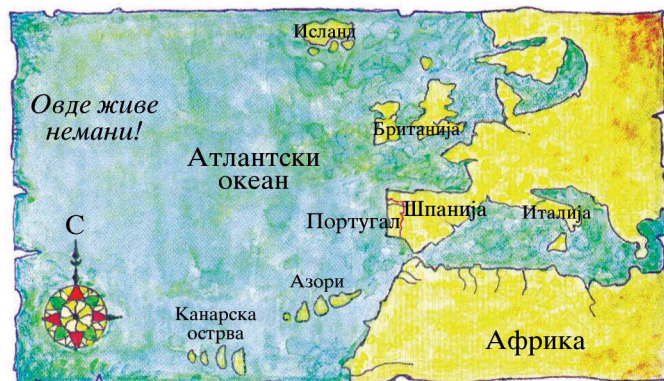 Исланд
Овде живе
немани!
Британија
Атлантски
океан
Португал
Шпанија
Италија
С
Азори
Канарска
острва
Африка